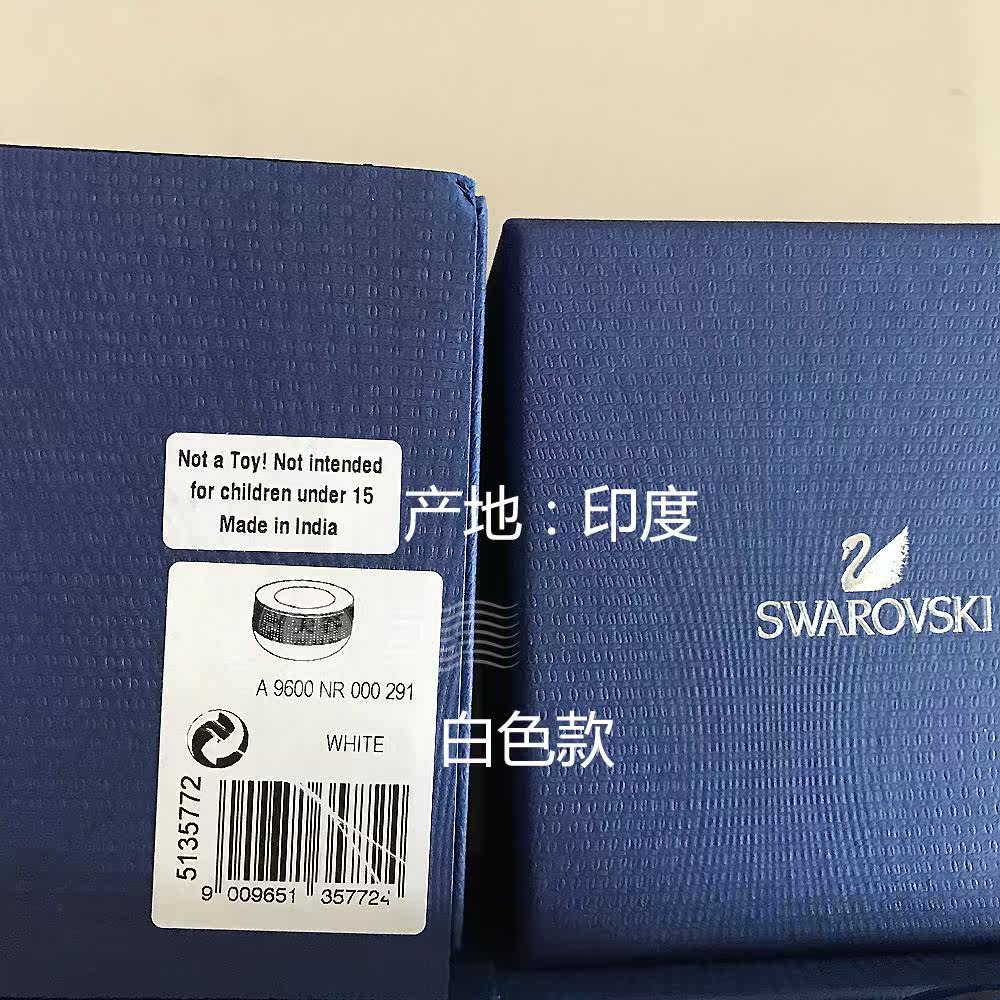 Not a Toy! Not intended
for children under 15
Made in India
产地：印度
SWAROVSKI
A 9600 NR 000 291
WHITE
白色款
5135772
9 009651 357724